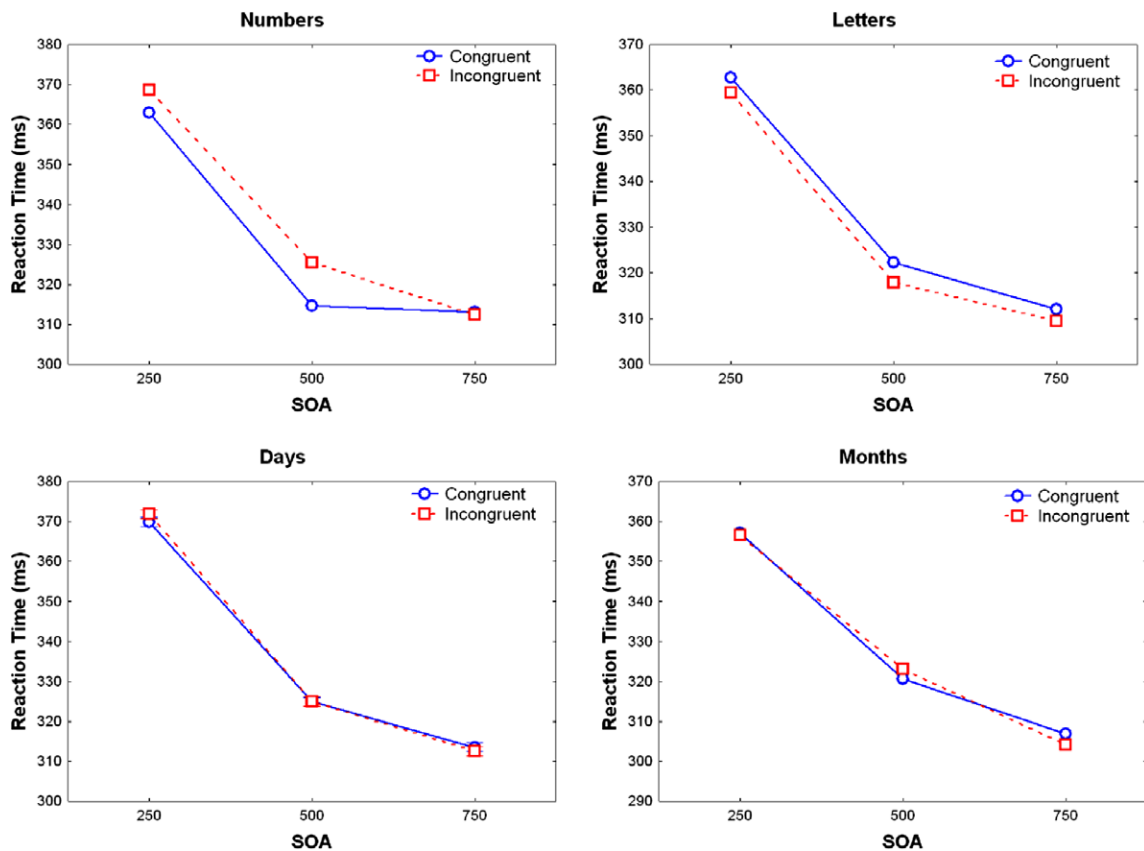 Numbers
380
370
360
350
340
330
320
310
300
Reaction Time (ms)
Congruent
Incongruent
250 500 750
SOA
Letters
370
360
350
340
330
320
310
300
Reaction Time (ms)
Congruent
Incongruent
250 500 750
SOA
Days
380
370
360
350
340
330
320
310
300
Reaction Time (ms)
Congruent
Incongruent
250 500 750
SOA
Months
370
360
350
340
330
320
310
300
290
Reaction Time (ms)
Congruent
Incongruent
250 500 750
SOA